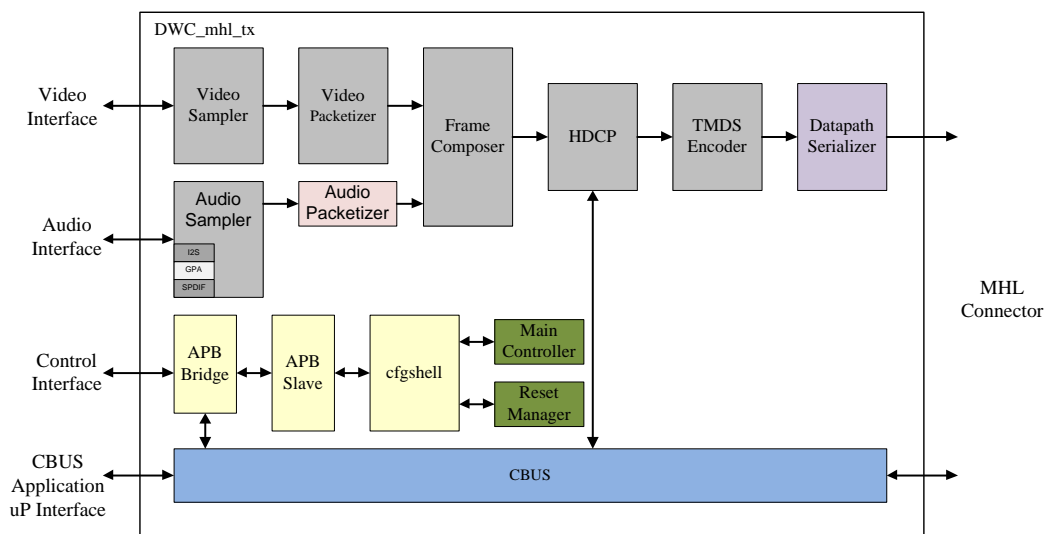 DWC_mhl_tx
Video
Interface
Video
Sampler
Video
Packetizer
Frame
Composer
HDCP
TMDS
Encoder
Datapath
Serializer
Audio
Interface
Audio
Sampler
I2S
GPA
SPDIF
Audio
Packetizer
MHL
Connector
Control
Interface
APB
Bridge
APB
Slave
cfgshell
Main
Controller
Reset
Manager
CBUS
Application
uP Interface
CBUS